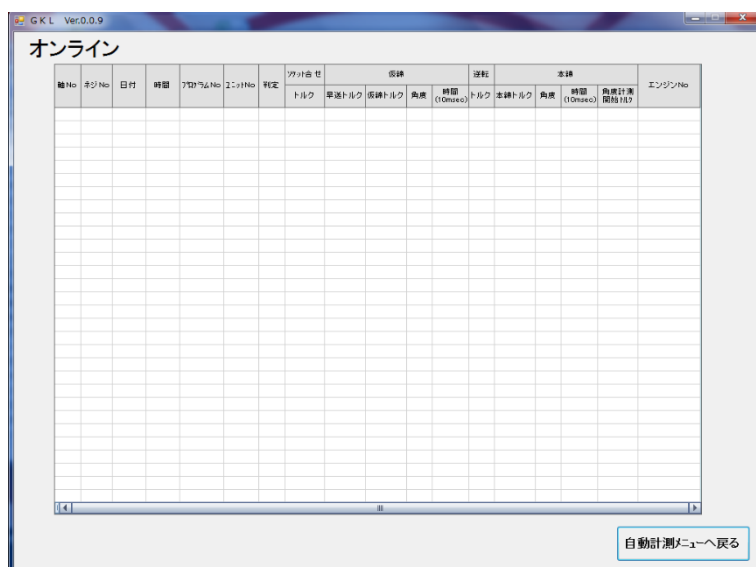 GKL Ver.0.0.9
オンライン
軸No ネジNo 日付 時間 ﾌﾟﾛｸﾞﾗﾑNo ﾕﾆｯﾄNo 判定 ｿｹｯﾄ合せ 仮締 逆転 本締 エンジンNo
トルク 早送トルク 仮締トルク 角度 時間 トルク 本締トルク 角度 時間 角度計測
(10msec) (10msec) 開始ﾄﾙｸ
自動計測ﾒﾆｭｰへ戻る